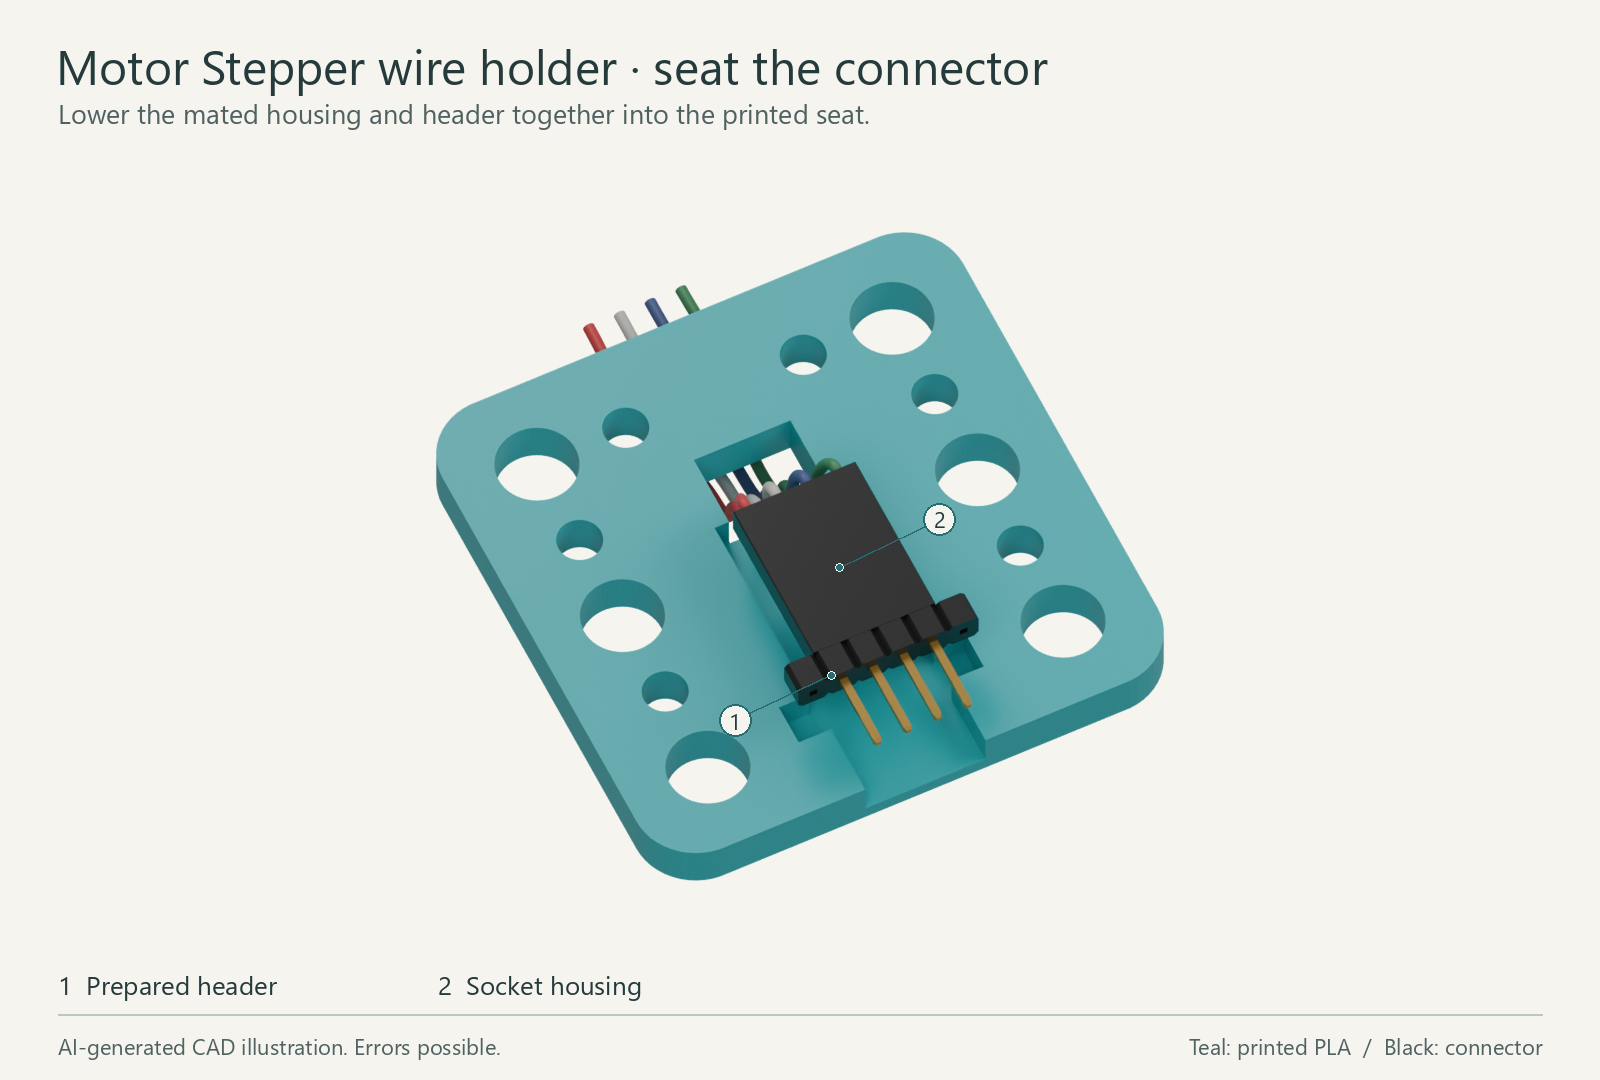 Motor Stepper wire holder · seat the connector
Lower the mated housing and header together into the printed seat.
2
1
1 Prepared header
2 Socket housing
AI-generated CAD illustration. Errors possible.
Teal: printed PLA / Black: connector